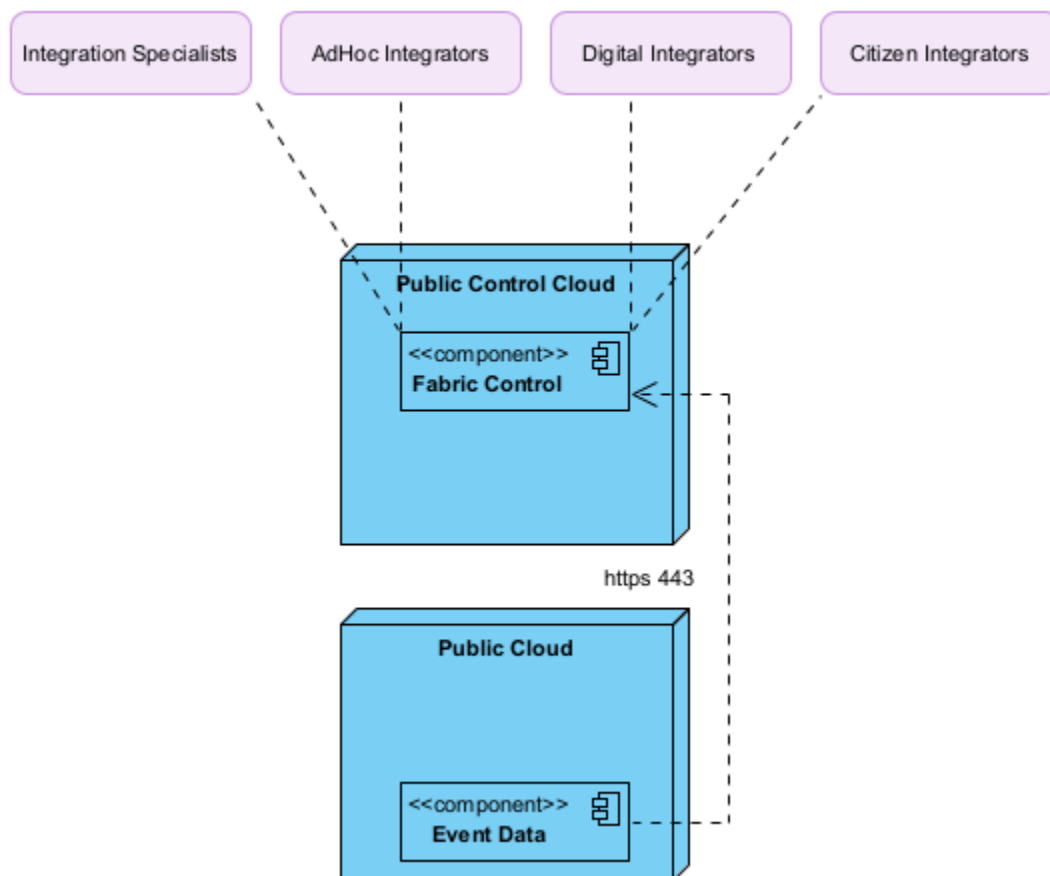 Integration Specialists
AdHoc Integrators
Digital Integrators
Citizen Integrators
Public Control Cloud
<<component>>
Fabric Control
https 443
Public Cloud
<<component>>
Event Data